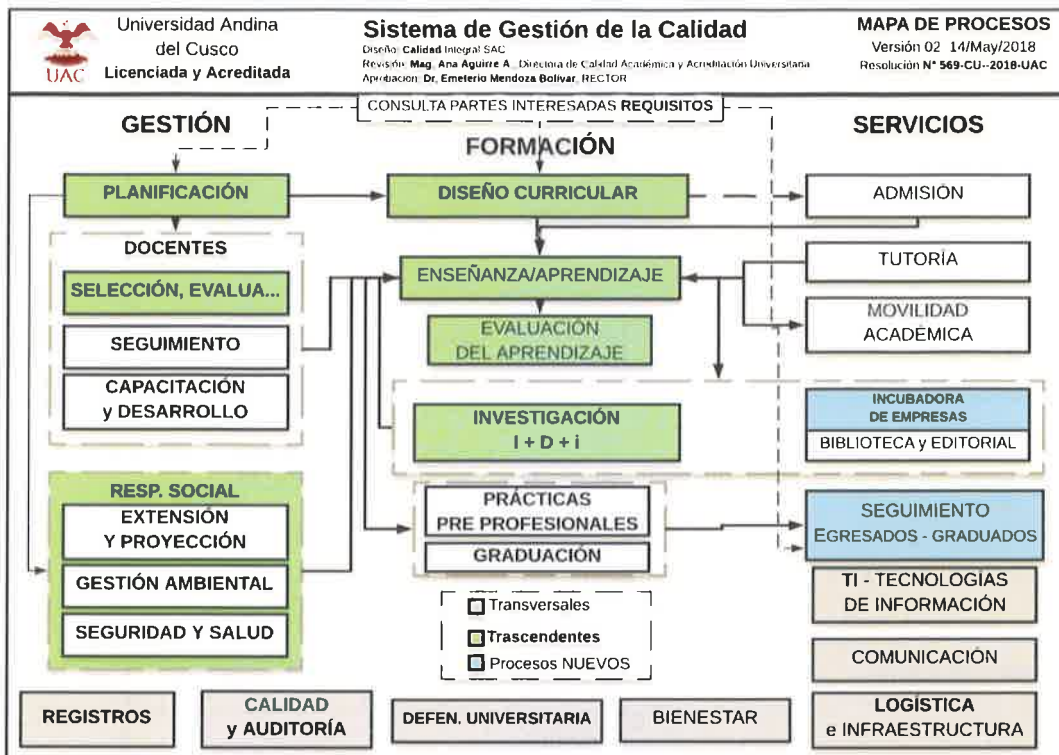 UAC
Universidad Andina
del Cusco
Licenciada y Acreditada
Sistema de Gestión de la Calidad
Diseño: Calidad Integral SAC
Revisión: Mag. Ana Aguirre A., Directora de Calidad Académica y Acreditación Universitaria
Aprobación: Dr. Emeterio Mendoza Bolívar, RECTOR
MAPA DE PROCESOS
Versión 02 14/May/2018
Resolución N° 569-CU--2018-UAC
CONSULTA PARTES INTERESADAS REQUISITOS
GESTIÓN
FORMACIÓN
SERVICIOS
PLANIFICACIÓN
DISEÑO CURRICULAR
ADMISIÓN
DOCENTES
SELECCIÓN, EVALUA...
SEGUIMIENTO
CAPACITACIÓN
y DESARROLLO
ENSEÑANZA/APRENDIZAJE
EVALUACIÓN
DEL APRENDIZAJE
TUTORÍA
MOVILIDAD
ACADÉMICA
INVESTIGACIÓN
I + D + i
INCUBADORA
DE EMPRESAS
BIBLIOTECA y EDITORIAL
RESP. SOCIAL
EXTENSIÓN
Y PROYECCIÓN
GESTIÓN AMBIENTAL
SEGURIDAD Y SALUD
PRÁCTICAS
PRE PROFESIONALES
GRADUACIÓN
SEGUIMIENTO
EGRESADOS - GRADUADOS
Transversales
Trascendentes
Procesos NUEVOS
TI - TECNOLOGÍAS
DE INFORMACIÓN
COMUNICACIÓN
LOGÍSTICA
e INFRAESTRUCTURA
REGISTROS
CALIDAD
y AUDITORÍA
DEFEN. UNIVERSITARIA
BIENESTAR